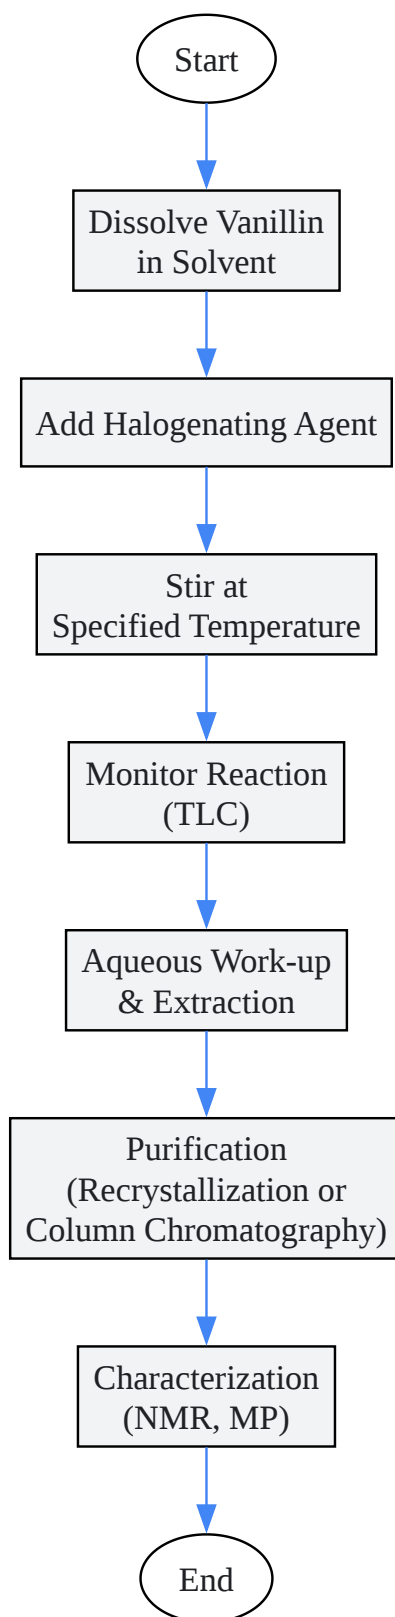 Start
Dissolve Vanillin
in Solvent
Add Halogenating Agent
Stir at
Specified Temperature
Monitor Reaction
(TLC)
Aqueous Work-up
& Extraction
Purification
(Recrystallization or
Column Chromatography)
Characterization
(NMR, MP)
End